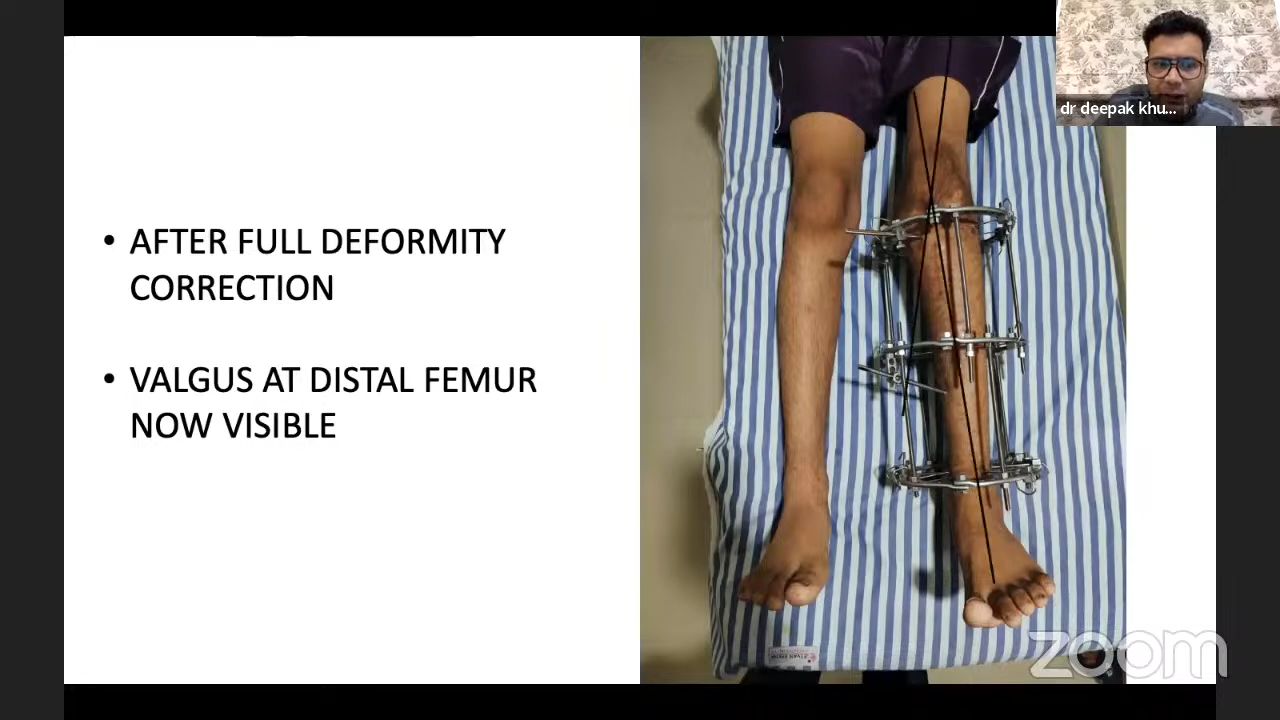 dr deepak khu...
• AFTER FULL DEFORMITY
CORRECTION
• VALGUS AT DISTAL FEMUR
NOW VISIBLE
zoom